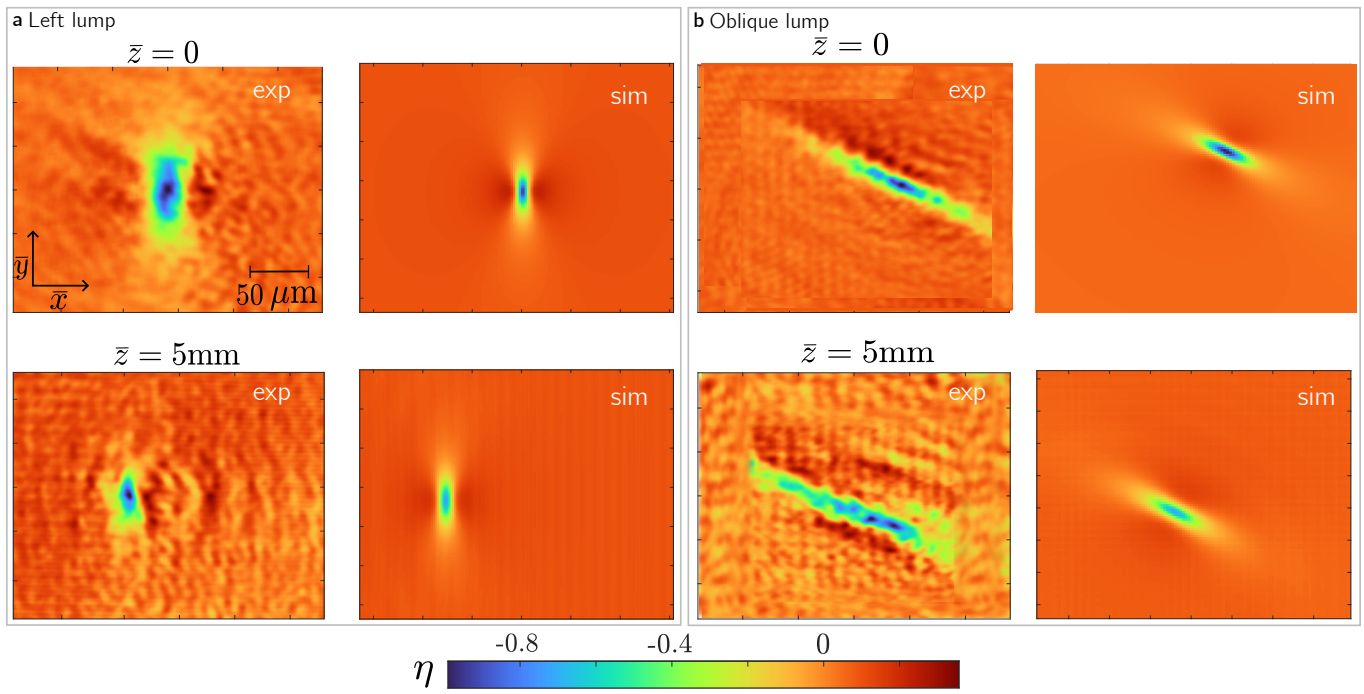 a Left lump
z̄ = 0
exp
sim
ȳ
x̄
50 μm
z̄ = 5mm
exp
sim
b Oblique lump
z̄ = 0
exp
sim
z̄ = 5mm
exp
sim
-0.8 -0.4 0
η